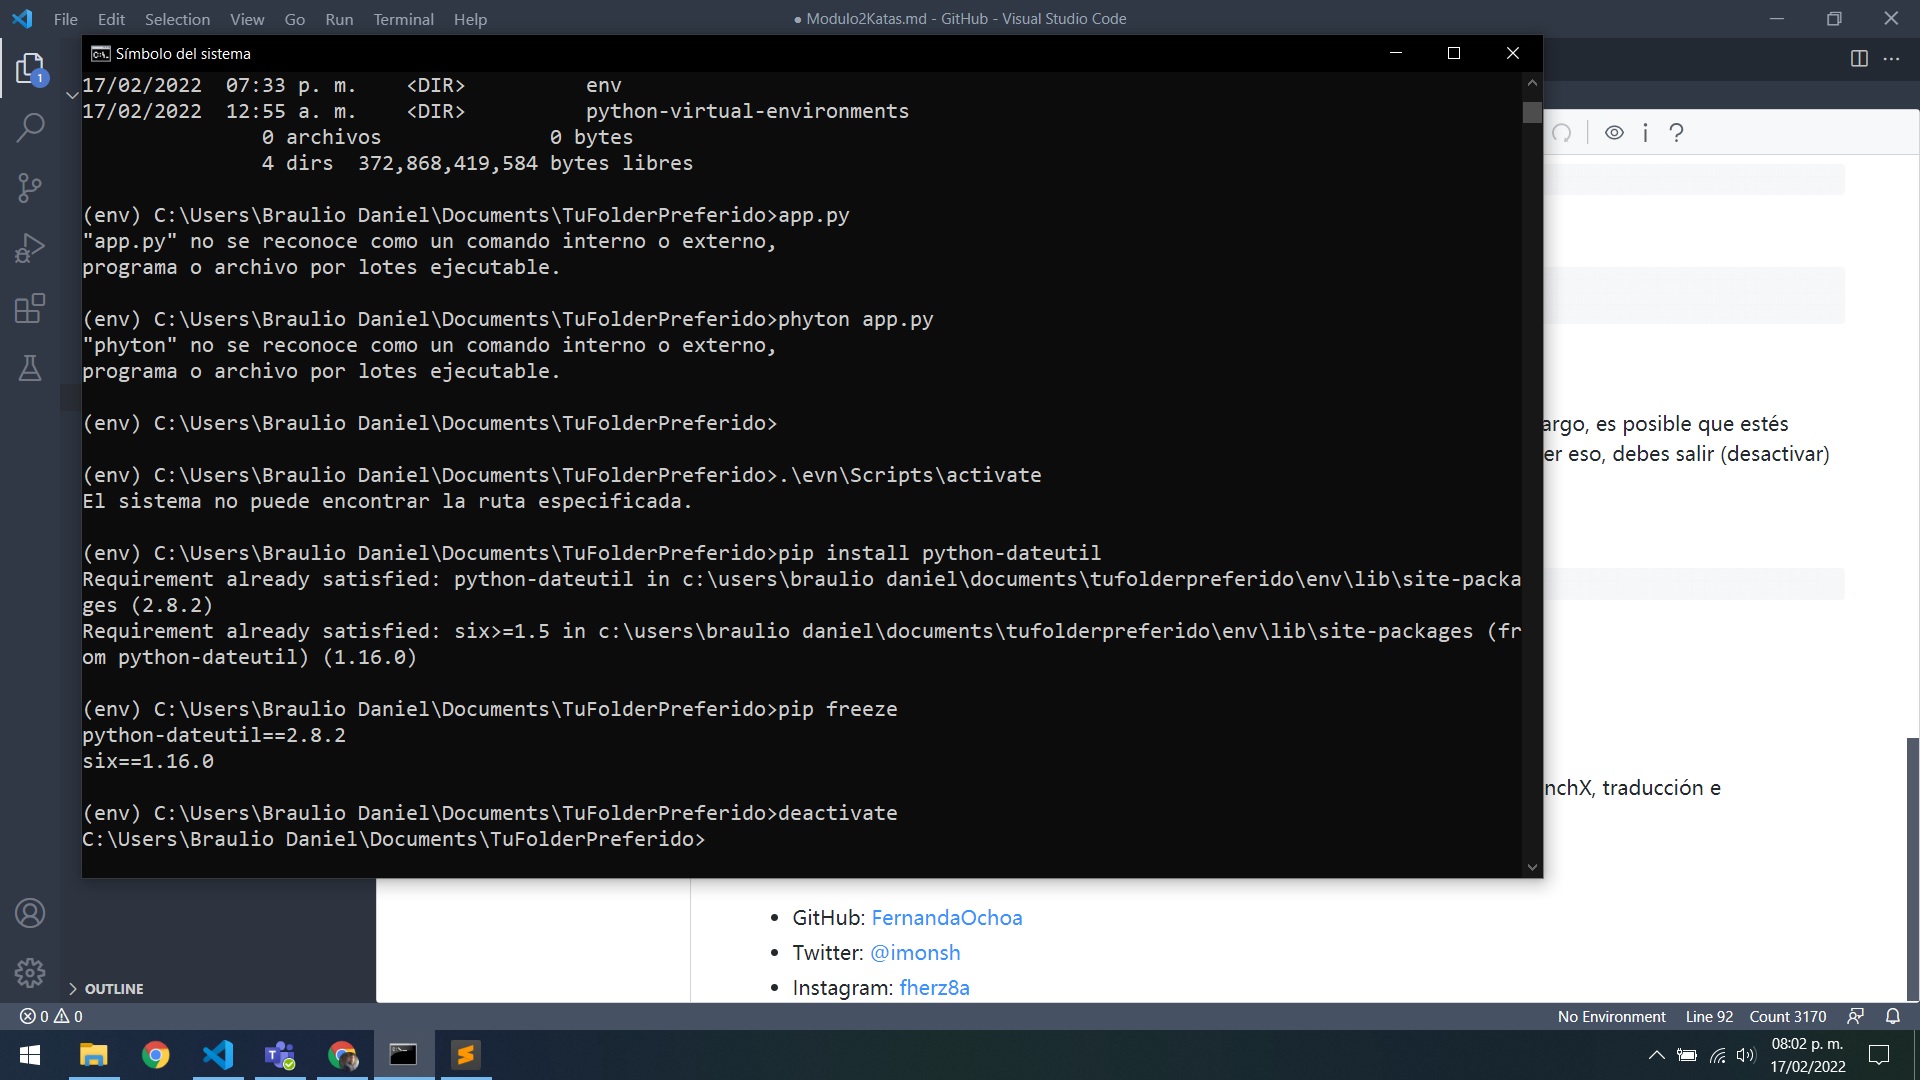 File Edit Selection View Go Run Terminal Help
● Modulo2Katas.md - GitHub - Visual Studio Code
1
Símbolo del sistema
17/02/2022  07:33 p. m.    <DIR>          env
17/02/2022  12:55 a. m.    <DIR>          python-virtual-environments
0 archivos              0 bytes
4 dirs  372,868,419,584 bytes libres
(env) C:\Users\Braulio Daniel\Documents\TuFolderPreferido>app.py
"app.py" no se reconoce como un comando interno o externo,
programa o archivo por lotes ejecutable.
(env) C:\Users\Braulio Daniel\Documents\TuFolderPreferido>phyton app.py
"phyton" no se reconoce como un comando interno o externo,
programa o archivo por lotes ejecutable.
(env) C:\Users\Braulio Daniel\Documents\TuFolderPreferido>
(env) C:\Users\Braulio Daniel\Documents\TuFolderPreferido>.\evn\Scripts\activate
El sistema no puede encontrar la ruta especificada.
(env) C:\Users\Braulio Daniel\Documents\TuFolderPreferido>pip install python-dateutil
Requirement already satisfied: python-dateutil in c:\users\braulio daniel\documents\tufolderpreferido\env\lib\site-packa
ges (2.8.2)
Requirement already satisfied: six>=1.5 in c:\users\braulio daniel\documents\tufolderpreferido\env\lib\site-packages (fr
om python-dateutil) (1.16.0)
(env) C:\Users\Braulio Daniel\Documents\TuFolderPreferido>pip freeze
python-dateutil==2.8.2
six==1.16.0
(env) C:\Users\Braulio Daniel\Documents\TuFolderPreferido>deactivate
C:\Users\Braulio Daniel\Documents\TuFolderPreferido>
argo, es posible que estés
er eso, debes salir (desactivar)
nchX, traducción e
• GitHub: FernandaOchoa
• Twitter: @imonsh
• Instagram: fherz8a
OUTLINE
0 0
No Environment Line 92 Count 3170
08:02 p. m.
17/02/2022